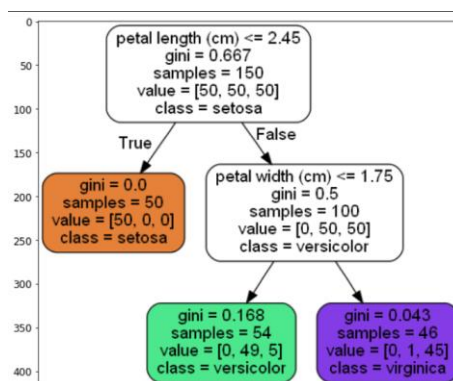 0
50
100
150
200
250
300
350
400
petal length (cm) <= 2.45
gini = 0.667
samples = 150
value = [50, 50, 50]
class = setosa
True
False
gini = 0.0
samples = 50
value = [50, 0, 0]
class = setosa
petal width (cm) <= 1.75
gini = 0.5
samples = 100
value = [0, 50, 50]
class = versicolor
gini = 0.168
samples = 54
value = [0, 49, 5]
class = versicolor
gini = 0.043
samples = 46
value = [0, 1, 45]
class = virginica